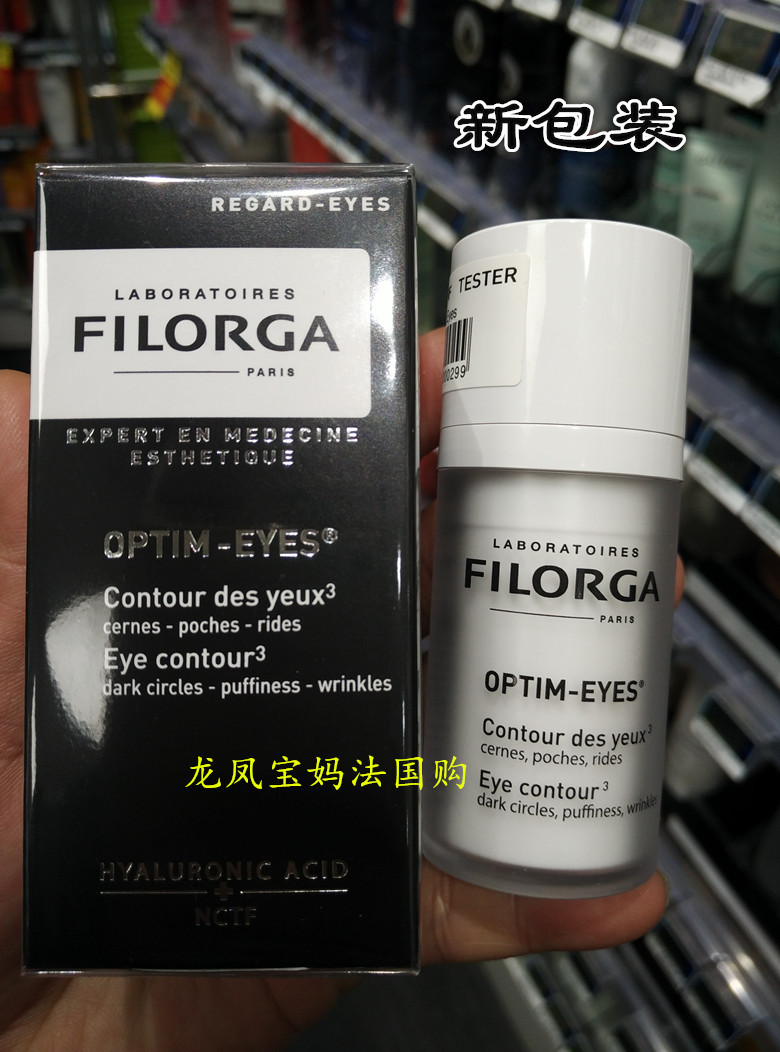 新包装
REGARD-EYES
LABORATOIRES
FILORGA
PARIS
EXPERT EN MEDECINE
ESTHETIQUE
OPTIM-EYES®
Contour des yeux³
cernes - poches - rides
Eye contour³
dark circles - puffiness - wrinkles
HYALURONIC ACID
+
NCTF
TESTER
LABORATOIRES
FILORGA
PARIS
OPTIM-EYES®
Contour des yeux³
cernes, poches, rides
Eye contour³
dark circles, puffiness, wrinkles
龙凤宝妈法国购